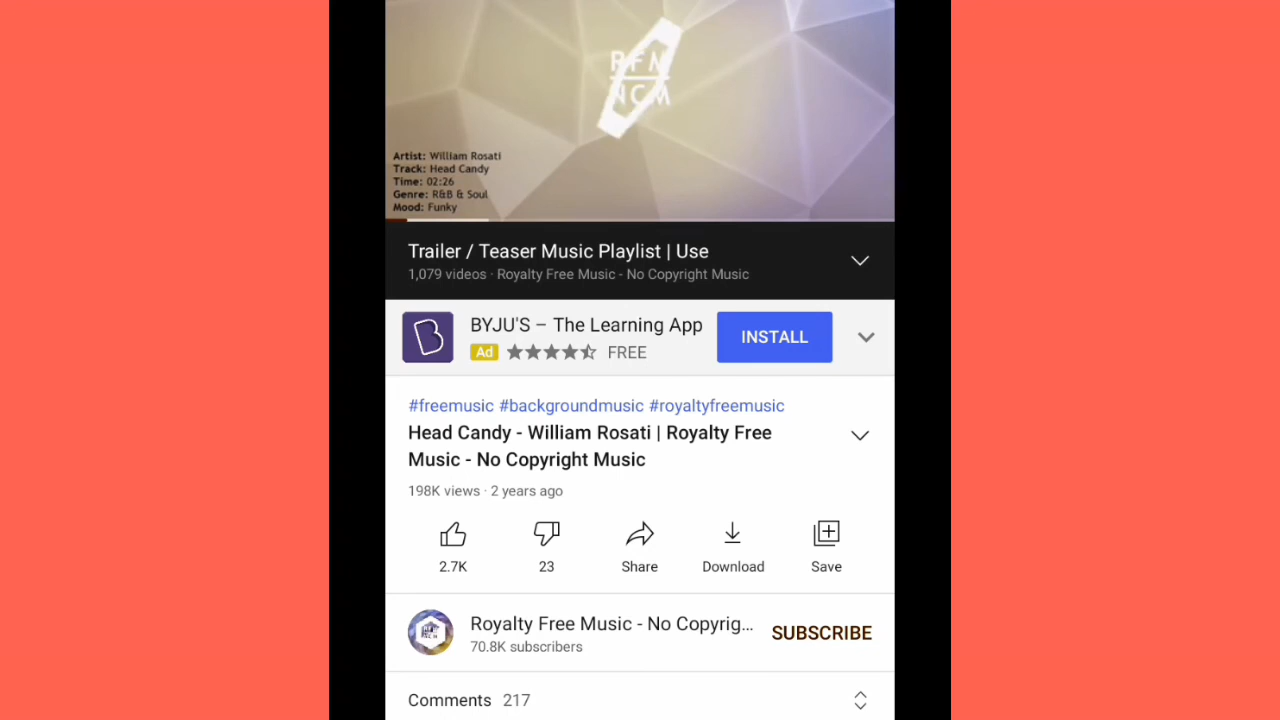 RFM
NCM
Artist: William Rosati
Track: Head Candy
Time: 02:26
Genre: R&B & Soul
Mood: Funky
Trailer / Teaser Music Playlist | Use
1,079 videos · Royalty Free Music - No Copyright Music
BYJU'S – The Learning App
INSTALL
Ad
FREE
#freemusic #backgroundmusic #royaltyfreemusic
Head Candy - William Rosati | Royalty Free
Music - No Copyright Music
198K views · 2 years ago
2.7K
23
Share
Download
Save
Royalty Free Music - No Copyrig...
SUBSCRIBE
70.8K subscribers
Comments 217